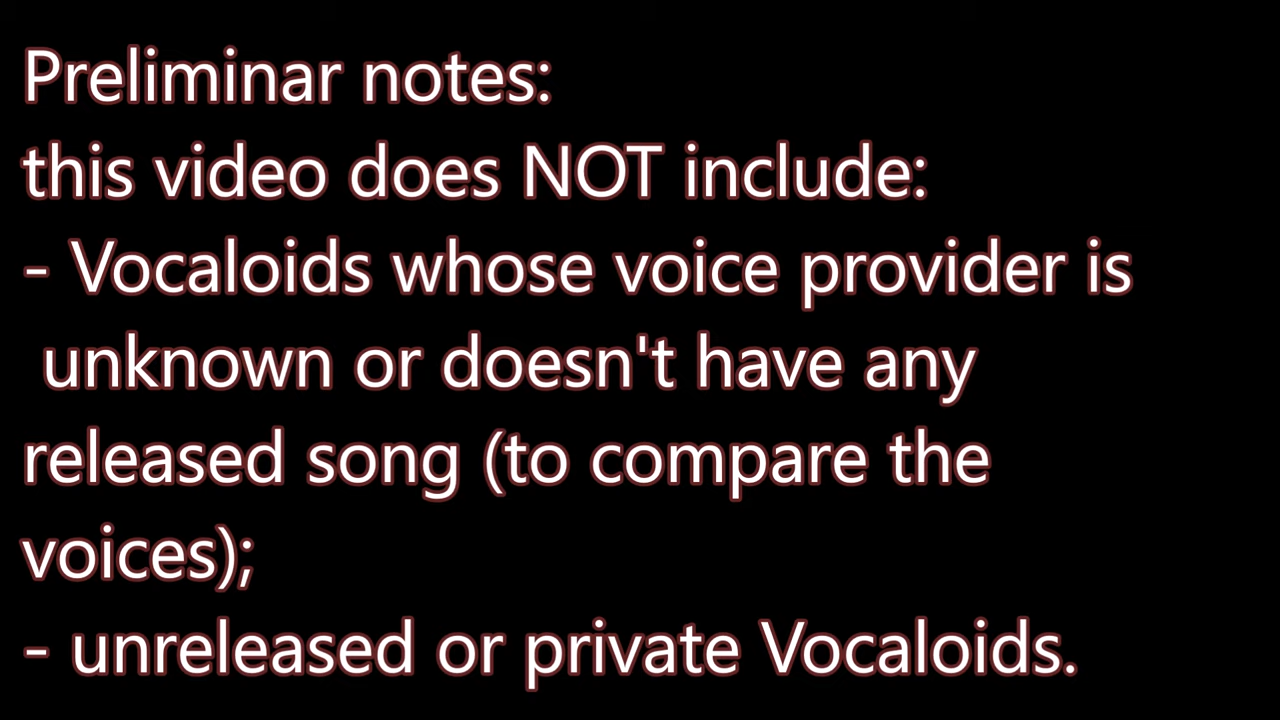 Preliminar notes:
this video does NOT include:
- Vocaloids whose voice provider is
unknown or doesn't have any
released song (to compare the
voices);
- unreleased or private Vocaloids.